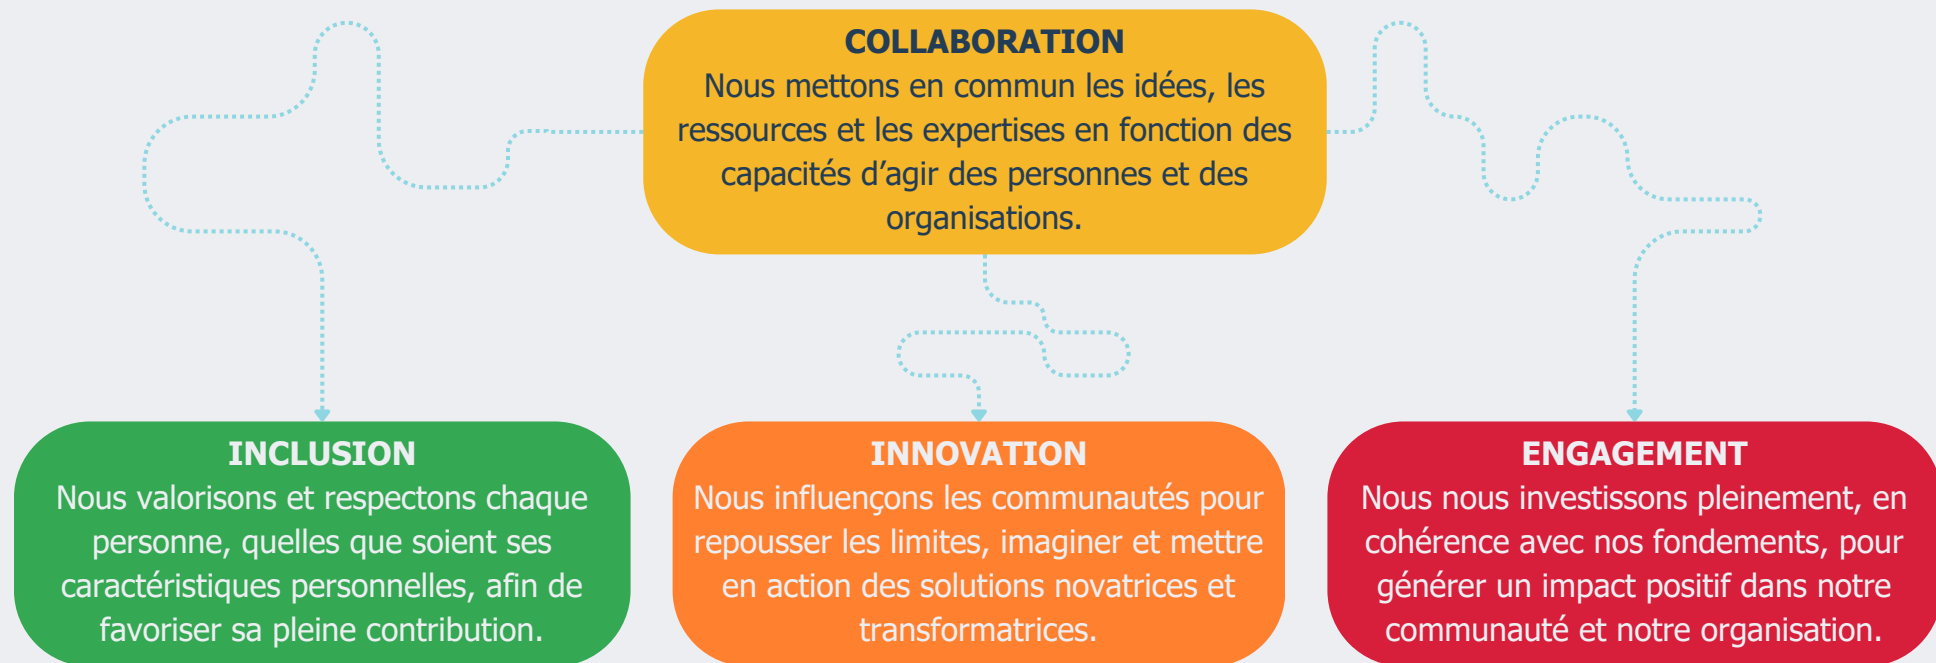 COLLABORATION
Nous mettons en commun les idées, les
ressources et les expertises en fonction des
capacités d’agir des personnes et des
organisations.
INCLUSION
Nous valorisons et respectons chaque
personne, quelles que soient ses
caractéristiques personnelles, afin de
favoriser sa pleine contribution.
INNOVATION
Nous influençons les communautés pour
repousser les limites, imaginer et mettre
en action des solutions novatrices et
transformatrices.
ENGAGEMENT
Nous nous investissons pleinement, en
cohérence avec nos fondements, pour
générer un impact positif dans notre
communauté et notre organisation.